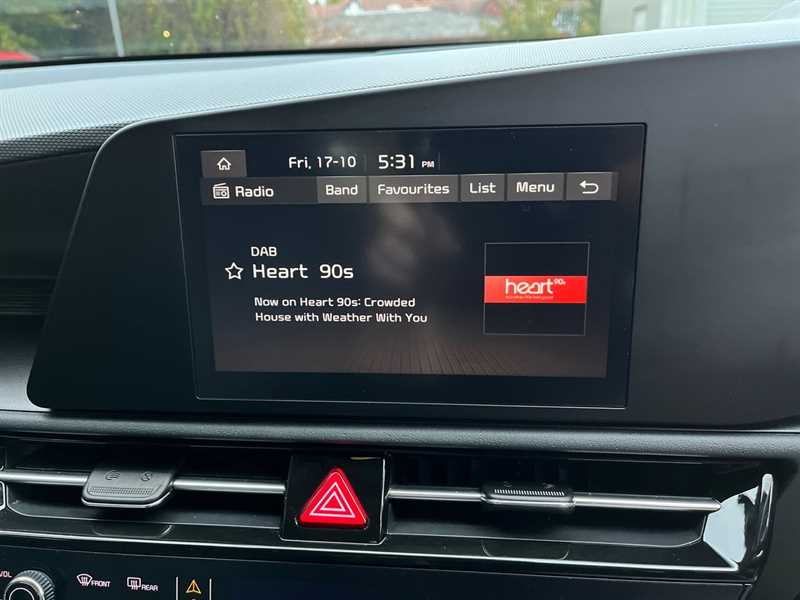 Fri, 17-10 5:31 PM
Radio Band Favourites List Menu
DAB
Heart 90s
Now on Heart 90s: Crowded
House with Weather With You
heart 90s
VOL FRONT REAR